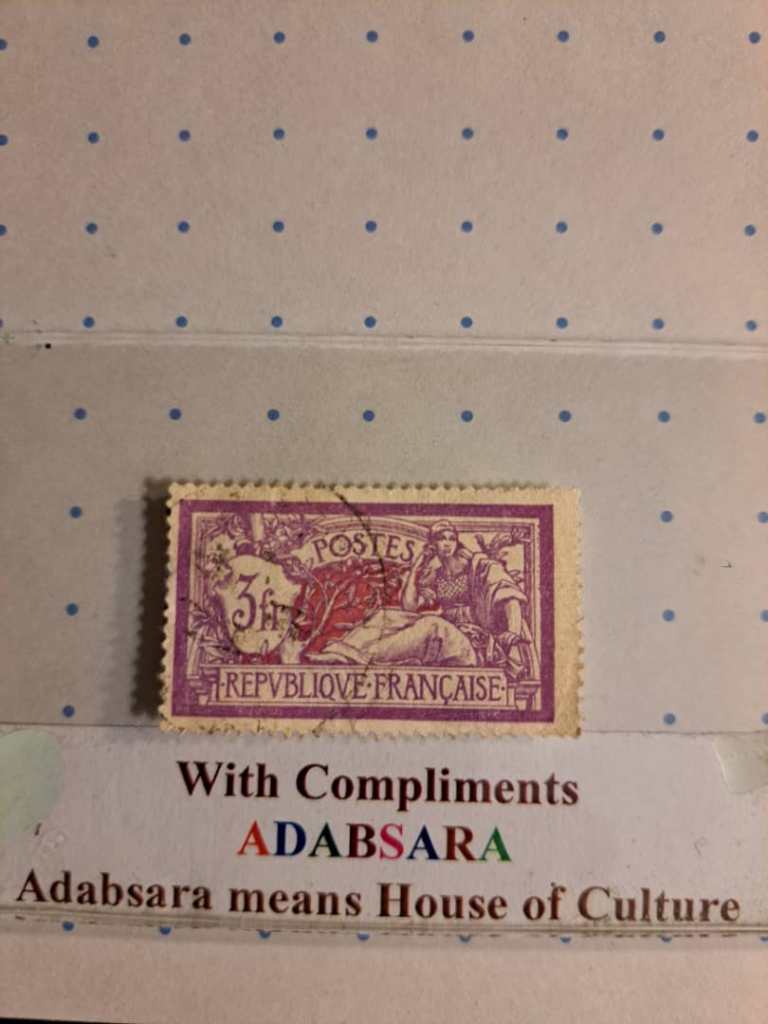 POSTES
3fr
·REPVBLIQVE·FRANÇAISE·
With Compliments
ADABSARA
Adabsara means House of Culture